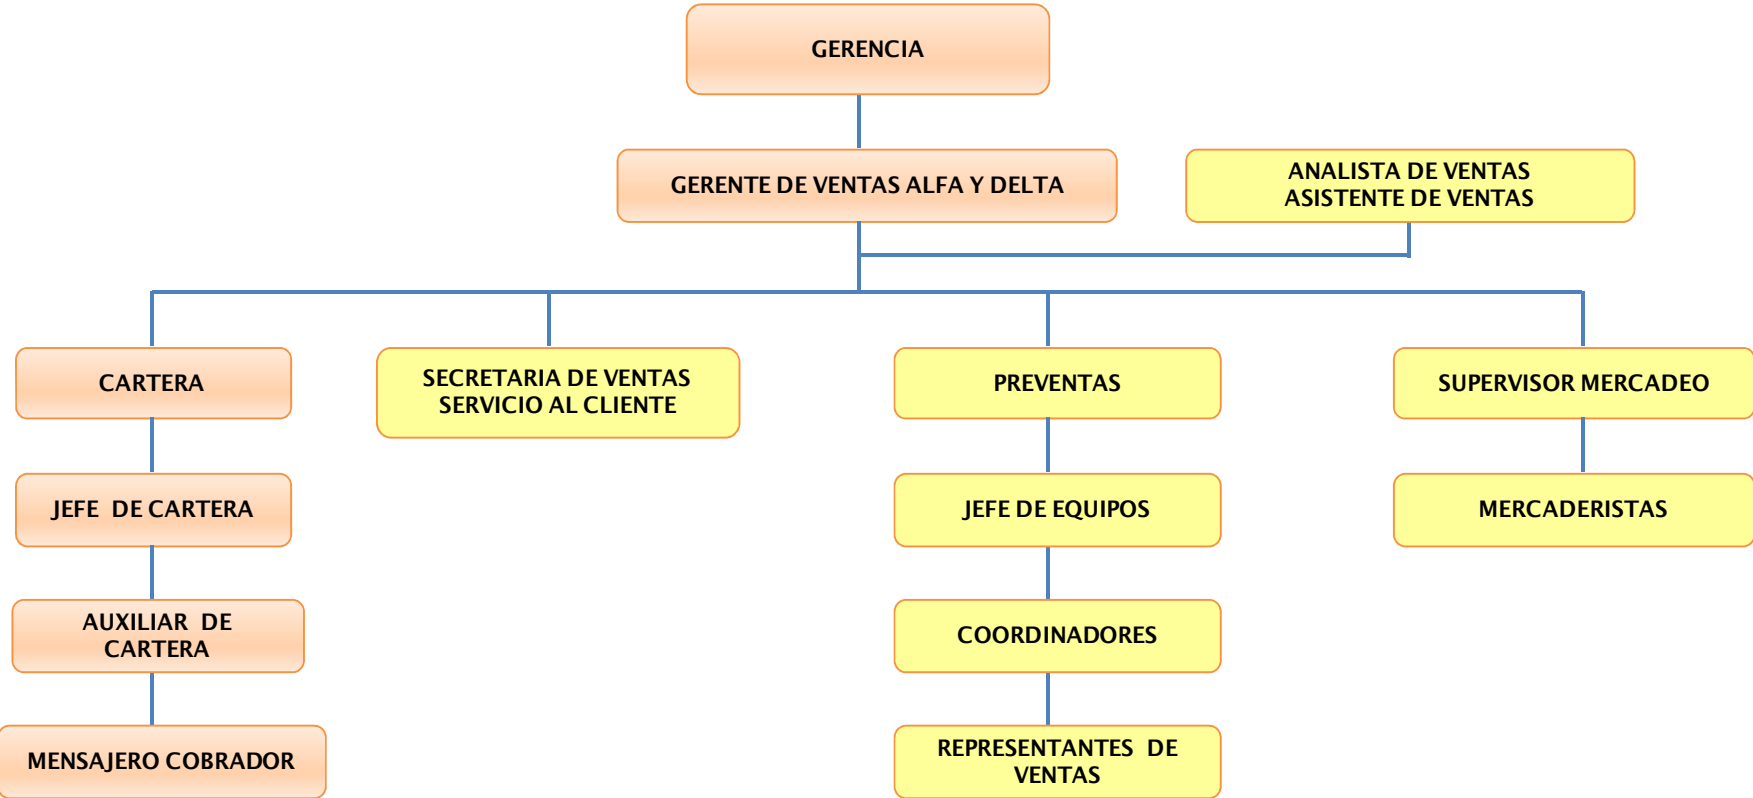 GERENCIA
GERENTE DE VENTAS ALFA Y DELTA
ANALISTA DE VENTAS
ASISTENTE DE VENTAS
CARTERA
SECRETARIA DE VENTAS
SERVICIO AL CLIENTE
PREVENTAS
SUPERVISOR MERCADEO
JEFE DE CARTERA
JEFE DE EQUIPOS
MERCADERISTAS
AUXILIAR DE
CARTERA
COORDINADORES
MENSAJERO COBRADOR
REPRESENTANTES DE
VENTAS